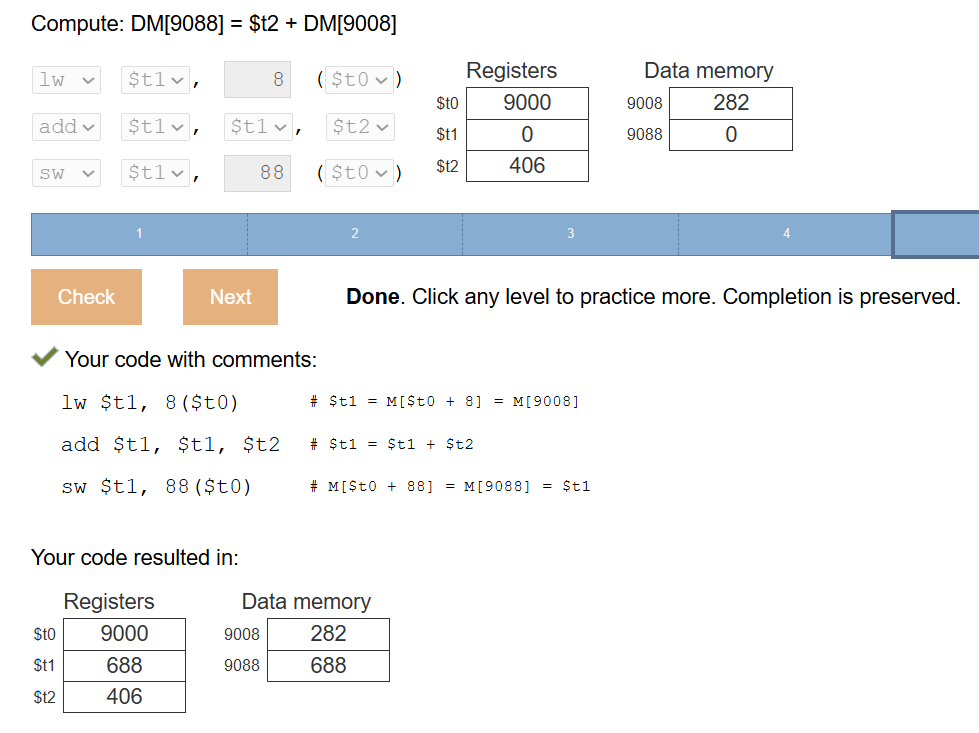 Compute: DM[9088] = $t2 + DM[9008]
Registers Data memory
lw $t1 , 8 ( $t0 )
$t0 9000 9008 282
add $t1 , $t1 , $t2
$t1 0 9088 0
sw $t1 , 88 ( $t0 )
$t2 406
1 2 3 4
Check Next Done. Click any level to practice more. Completion is preserved.
Your code with comments:
lw $t1, 8($t0) # $t1 = M[$t0 + 8] = M[9008]
add $t1, $t1, $t2 # $t1 = $t1 + $t2
sw $t1, 88($t0) # M[$t0 + 88] = M[9088] = $t1
Your code resulted in:
Registers Data memory
$t0 9000 9008 282
$t1 688 9088 688
$t2 406